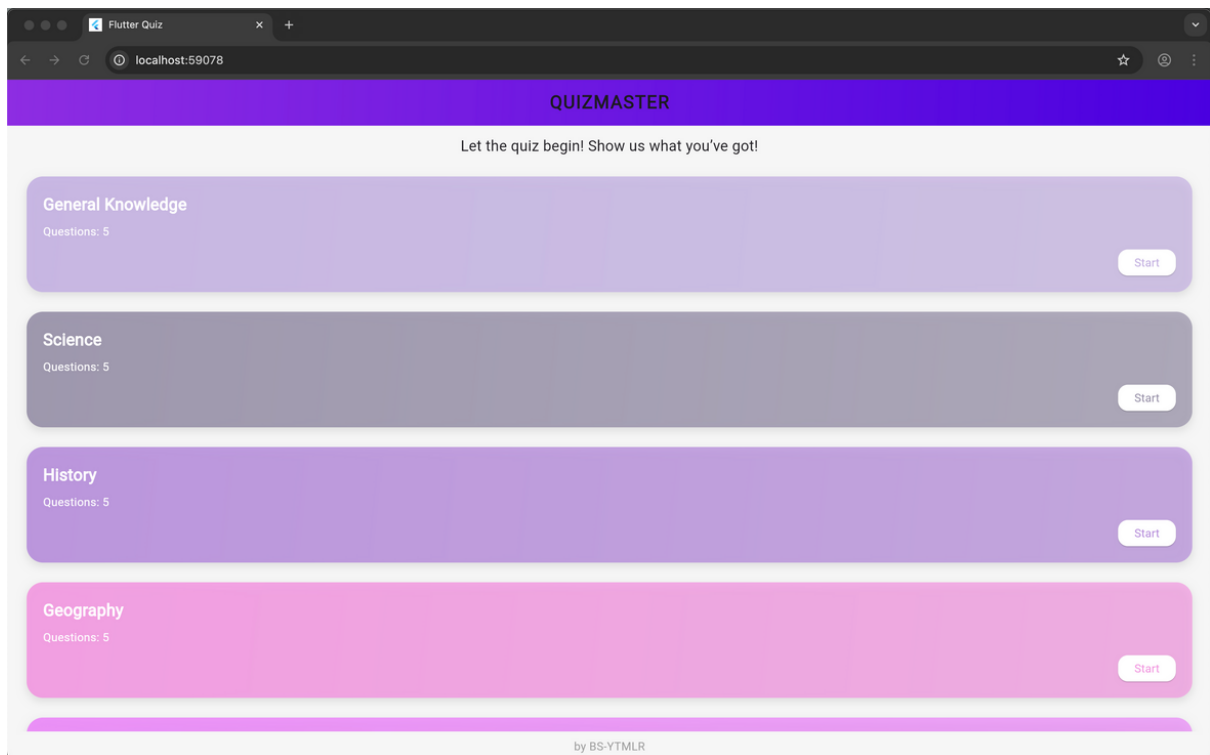 Flutter Quiz
localhost:59078
QUIZMASTER
Let the quiz begin! Show us what you’ve got!
General Knowledge
Questions: 5
Start
Science
Questions: 5
Start
History
Questions: 5
Start
Geography
Questions: 5
Start
by BS-YTMLR